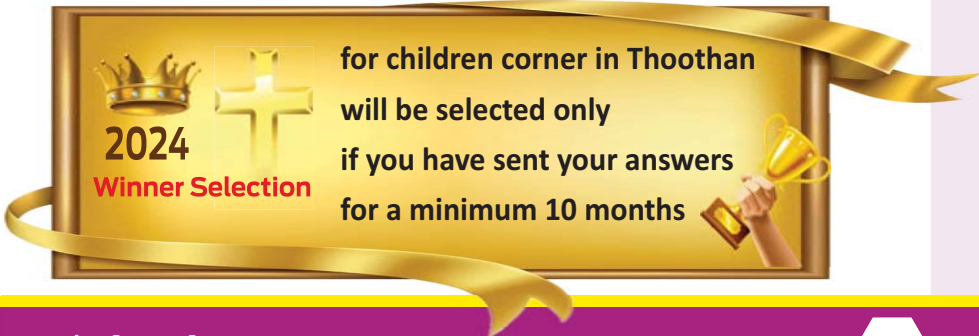 2024
Winner Selection
for children corner in Thoothan
will be selected only
if you have sent your answers
for a minimum 10 months